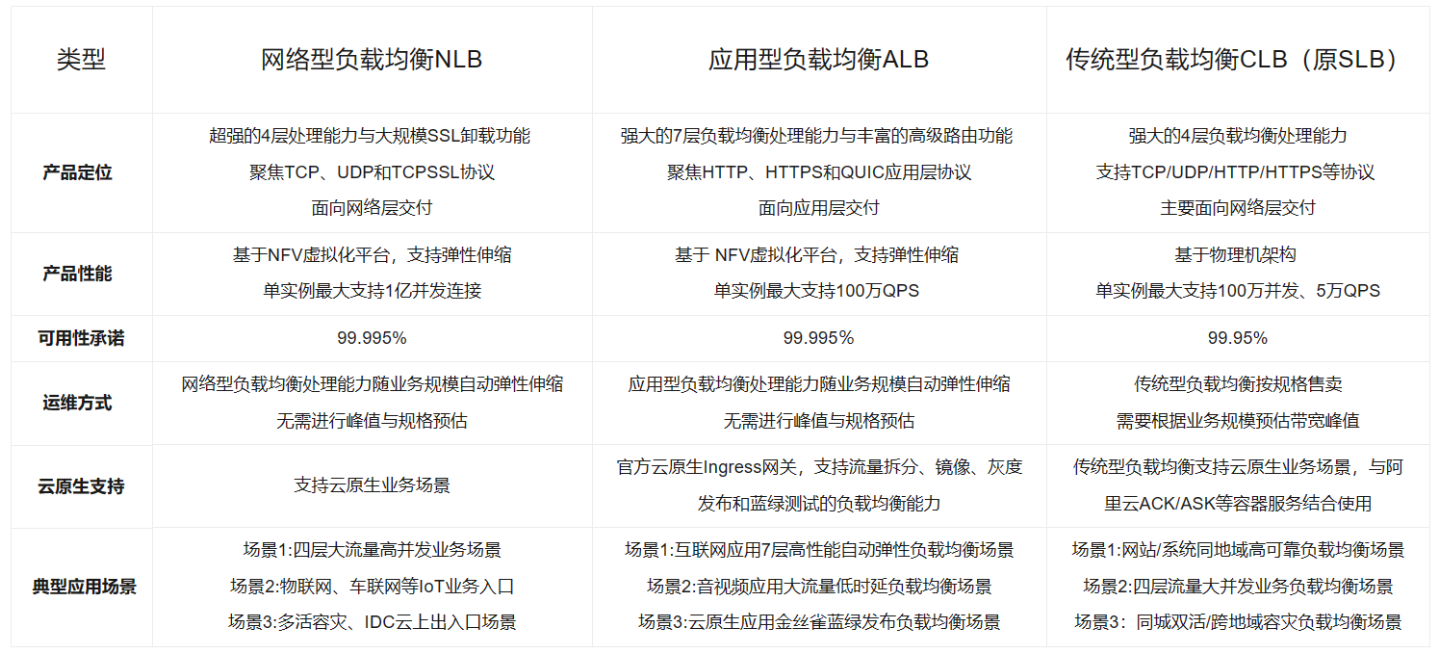 类型
网络型负载均衡NLB
应用型负载均衡ALB
传统型负载均衡CLB（原SLB）
产品定位
超强的4层处理能力与大规模SSL卸载功能
聚焦TCP、UDP和TCPSSL协议
面向网络层交付
强大的7层负载均衡处理能力与丰富的高级路由功能
聚焦HTTP、HTTPS和QUIC应用层协议
面向应用层交付
强大的4层负载均衡处理能力
支持TCP/UDP/HTTP/HTTPS等协议
主要面向网络层交付
产品性能
基于NFV虚拟化平台，支持弹性伸缩
单实例最大支持1亿并发连接
基于 NFV虚拟化平台，支持弹性伸缩
单实例最大支持100万QPS
基于物理机架构
单实例最大支持100万并发、5万QPS
可用性承诺
99.995%
99.995%
99.95%
运维方式
网络型负载均衡处理能力随业务规模自动弹性伸缩
无需进行峰值与规格预估
应用型负载均衡处理能力随业务规模自动弹性伸缩
无需进行峰值与规格预估
传统型负载均衡按规格售卖
需要根据业务规模预估带宽峰值
云原生支持
支持云原生业务场景
官方云原生Ingress网关，支持流量拆分、镜像、灰度
发布和蓝绿测试的负载均衡能力
传统型负载均衡支持云原生业务场景，与阿
里云ACK/ASK等容器服务结合使用
典型应用场景
场景1:四层大流量高并发业务场景
场景2:物联网、车联网等IoT业务入口
场景3:多活容灾、IDC云上出入口场景
场景1:互联网应用7层高性能自动弹性负载均衡场景
场景2:音视频应用大流量低时延负载均衡场景
场景3:云原生应用金丝雀蓝绿发布负载均衡场景
场景1:网站/系统同地域高可靠负载均衡场景
场景2:四层流量大并发业务负载均衡场景
场景3：同城双活/跨地域容灾负载均衡场景